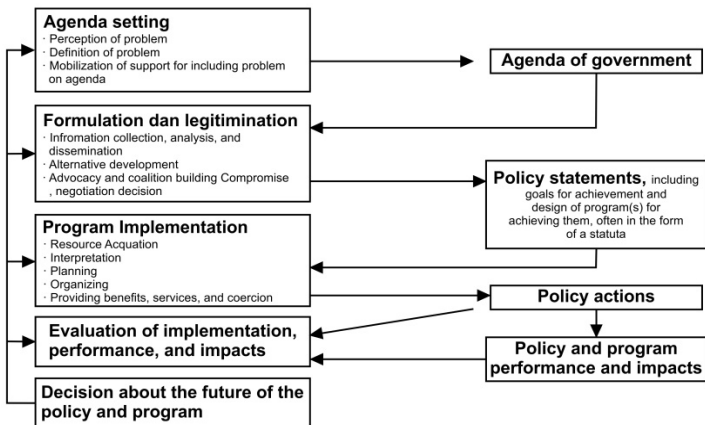 Agenda setting
· Perception of problem
· Definition of problem
· Mobilization of support for including problem
on agenda
Agenda of government
Formulation dan legitimination
· Infromation collection, analysis, and
dissemination
· Alternative development
· Advocacy and coalition building Compromise
, negotiation decision
Policy statements, including
goals for achievement and
design of program(s) for
achieving them, often in the form
of a statuta
Program Implementation
· Resource Acquation
· Interpretation
· Planning
· Organizing
· Providing benefits, services, and coercion
Policy actions
Evaluation of implementation,
performance, and impacts
Policy and program
performance and impacts
Decision about the future of the
policy and program